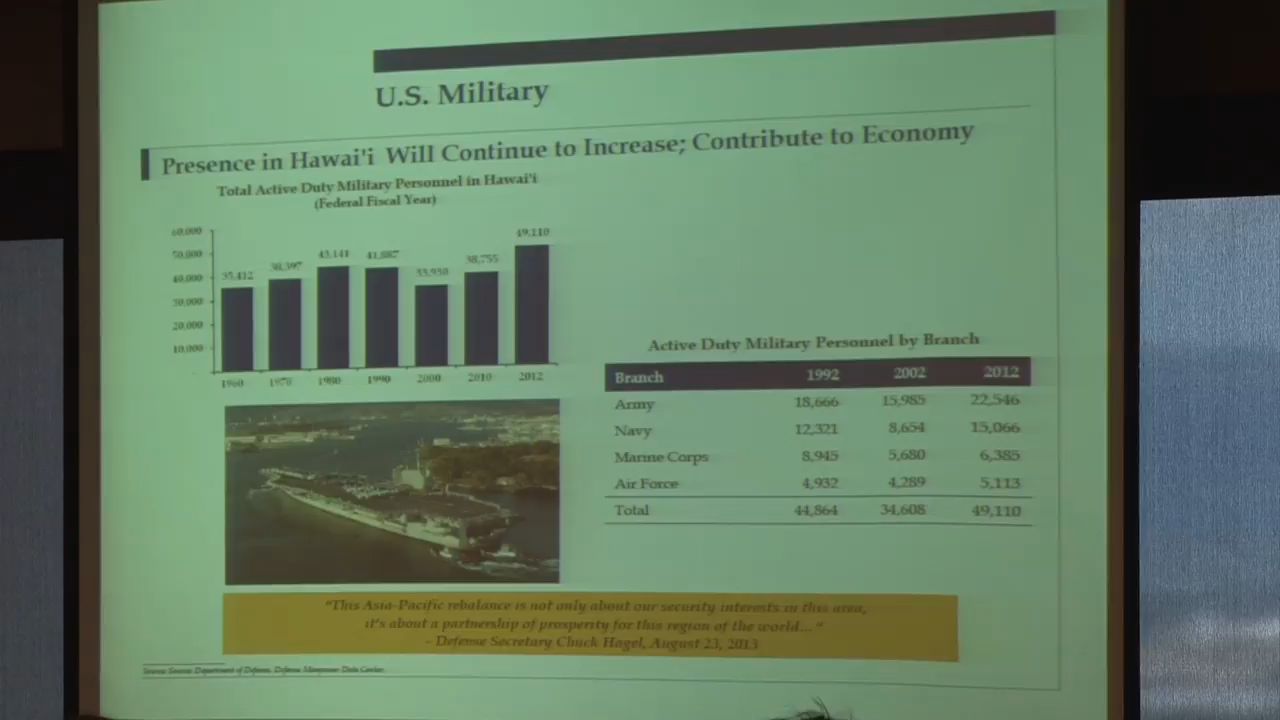 U.S. Military
Presence in Hawai'i Will Continue to Increase; Contribute to Economy
Total Active Duty Military Personnel in Hawai'i
(Federal Fiscal Year)
60,000
50,000
40,000
30,000
20,000
10,000
35,412
38,397
43,141
41,887
33,930
38,755
49,110
1960
1970
1980
1990
2000
2010
2012
Active Duty Military Personnel by Branch
Branch 1992 2002 2012
Army 18,666 15,985 22,546
Navy 12,321 8,654 15,066
Marine Corps 8,945 5,680 6,385
Air Force 4,932 4,289 5,113
Total 44,864 34,608 49,110
"This Asia-Pacific rebalance is not only about our security interests in this area,
it's about a partnership of prosperity for this region of the world..."
- Defense Secretary Chuck Hagel, August 23, 2013
Source: Source: Department of Defense, Defense Manpower Data Center.